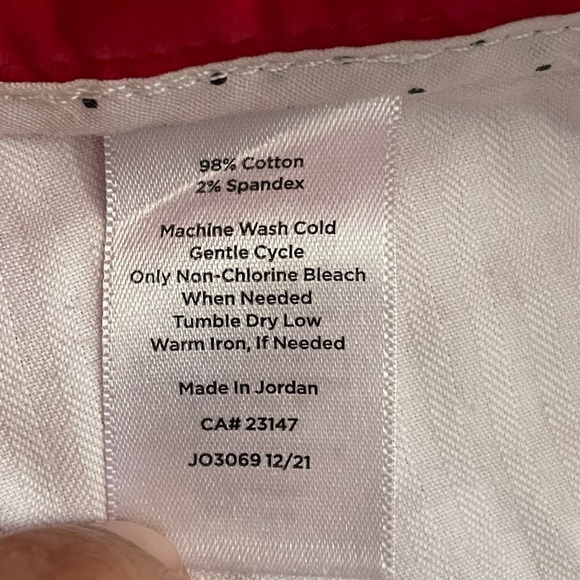 98% Cotton
2% Spandex
Machine Wash Cold
Gentle Cycle
Only Non-Chlorine Bleach
When Needed
Tumble Dry Low
Warm Iron, If Needed
Made In Jordan
CA# 23147
JO3069 12/21